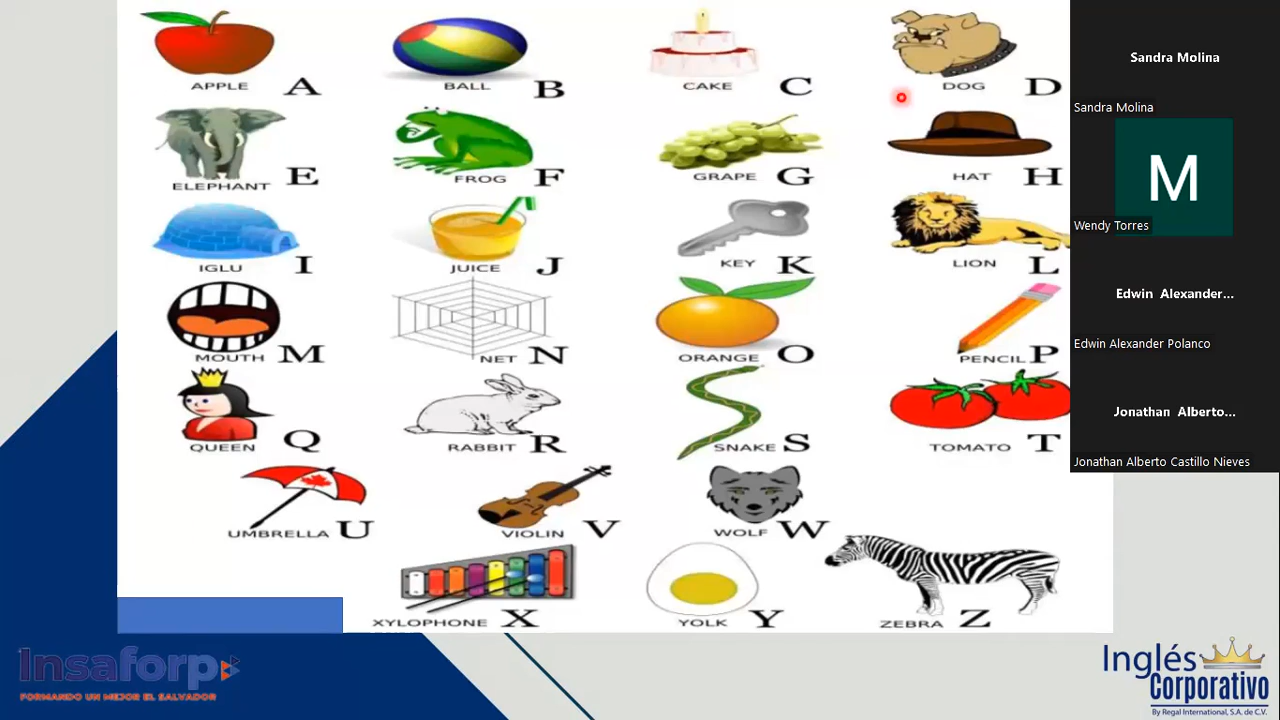 APPLE A
BALL B
CAKE C
DOG D
ELEPHANT E
FROG F
GRAPE G
HAT H
IGLU I
JUICE J
KEY K
LION L
MOUTH M
NET N
ORANGE O
PENCIL P
QUEEN Q
RABBIT R
SNAKE S
TOMATO T
UMBRELLA U
VIOLIN V
WOLF W
XYLOPHONE X
YOLK Y
ZEBRA Z
Sandra Molina
Sandra Molina
M
Wendy Torres
Edwin Alexander...
Edwin Alexander Polanco
Jonathan Alberto...
Jonathan Alberto Castillo Nieves
Insaforp
FORMANDO UN MEJOR EL SALVADOR
Inglés
Corporativo
By Regal International, S.A. de C.V.